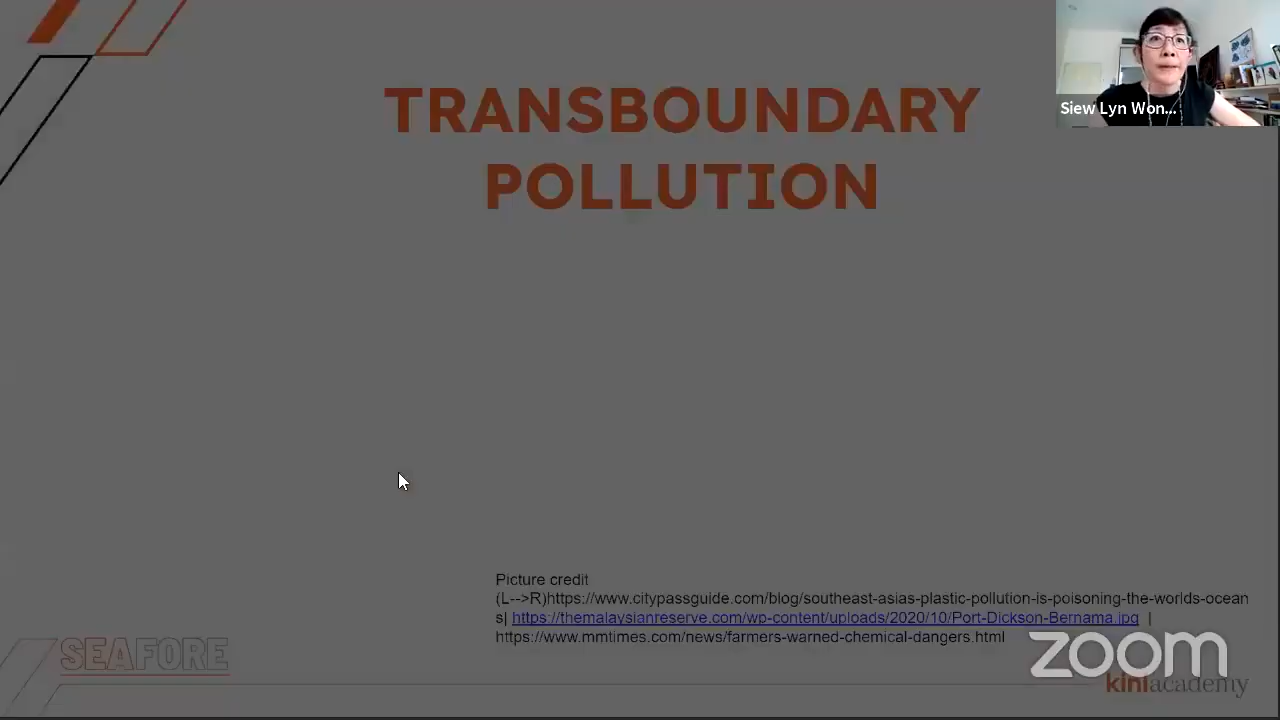 TRANSBOUNDARY
POLLUTION
Siew Lyn Won...
Picture credit
(L-->R)https://www.citypassguide.com/blog/southeast-asias-plastic-pollution-is-poisoning-the-worlds-ocean
s| https://themalaysianreserve.com/wp-content/uploads/2020/10/Port-Dickson-Bernama.jpg |
https://www.mmtimes.com/news/farmers-warned-chemical-dangers.html
SEAFORE
zoom
kiniacademy